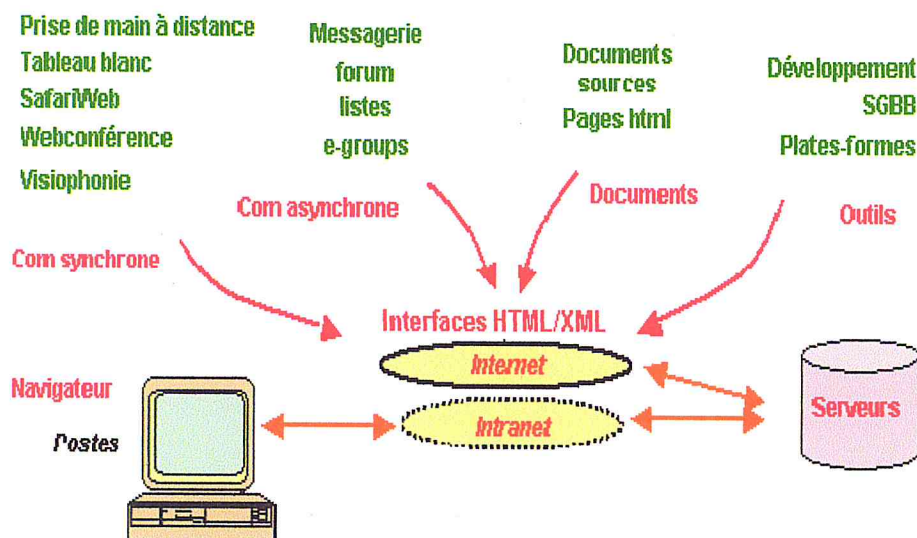 Prise de main à distance
Tableau blanc
SafariWeb
Webconférence
Visiophonie
Messagerie
forum
listes
e-groups
Documents
sources
Pages html
Développement
SGBB
Plates-formes
Com synchrone
Com asynchrone
Documents
Outils
Interfaces HTML/XML
Internet
Intranet
Navigateur
Postes
Serveurs